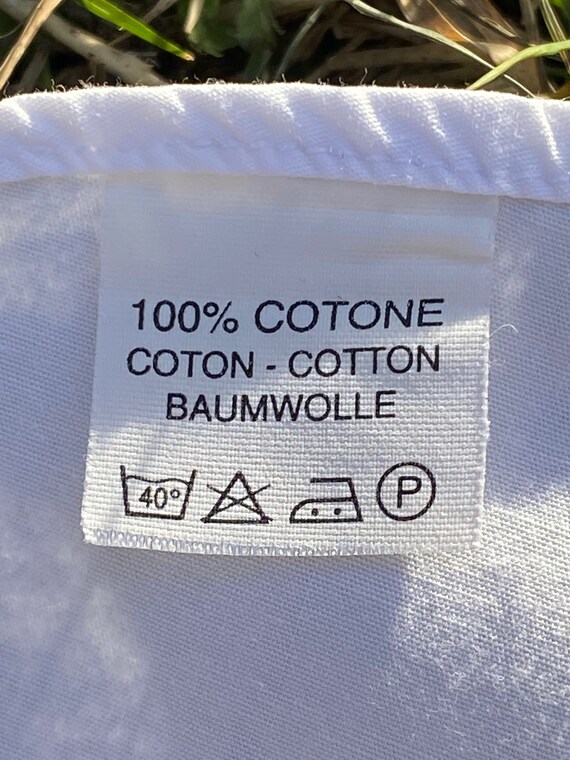 100% COTONE
COTON - COTTON
BAUMWOLLE
40° P